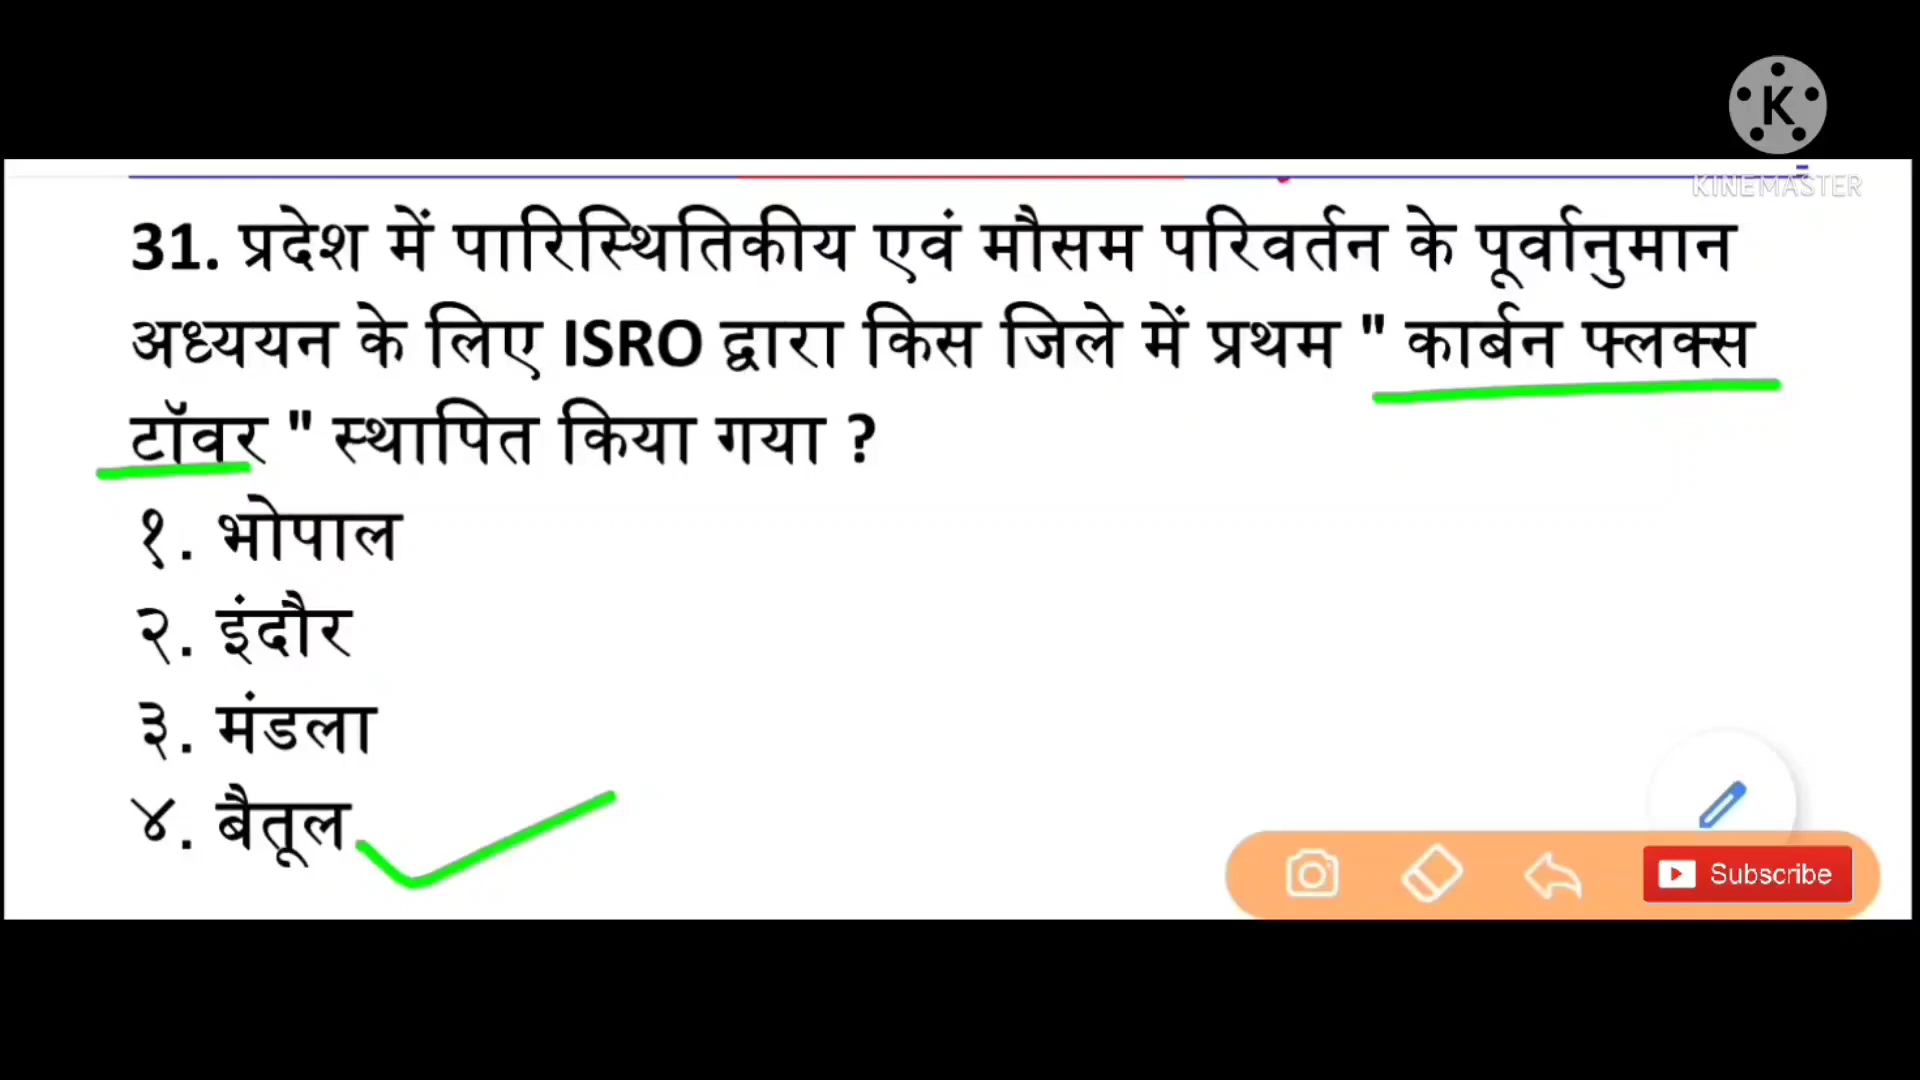 K
KINEMASTER
31. प्रदेश में पारिस्थितिकीय एवं मौसम परिवर्तन के पूर्वानुमान
अध्ययन के लिए ISRO द्वारा किस जिले में प्रथम " कार्बन फ्लक्स
टॉवर " स्थापित किया गया ?
१. भोपाल
२. इंदौर
३. मंडला
४. बैतूल
Subscribe